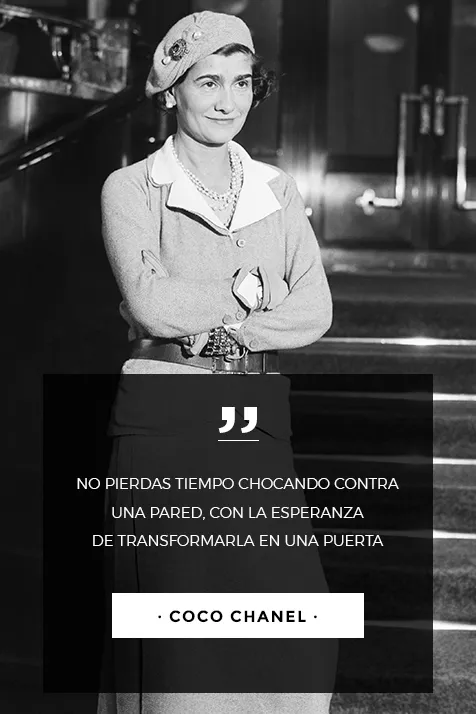 ”
NO PIERDAS TIEMPO CHOCANDO CONTRA
UNA PARED, CON LA ESPERANZA
DE TRANSFORMARLA EN UNA PUERTA
· COCO CHANEL ·